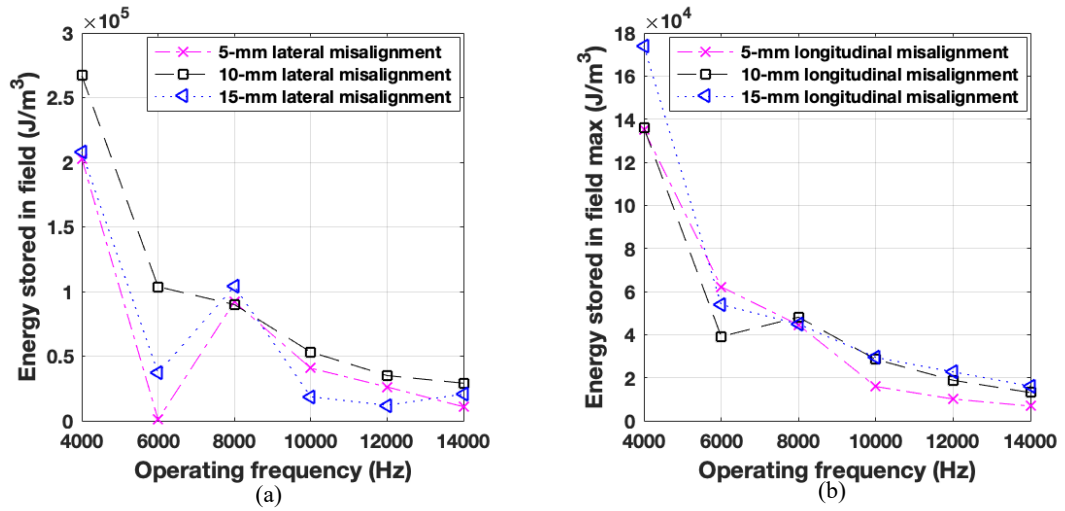 ×10⁵
3
2.5
2
1.5
1
0.5
0
Energy stored in field (J/m³)
5-mm lateral misalignment
10-mm lateral misalignment
15-mm lateral misalignment
4000 6000 8000 10000 12000 14000
Operating frequency (Hz)
(a)
×10⁴
18
16
14
12
10
8
6
4
2
0
Energy stored in field max (J/m³)
5-mm longitudinal misalignment
10-mm longitudinal misalignment
15-mm longitudinal misalignment
4000 6000 8000 10000 12000 14000
Operating frequency (Hz)
(b)